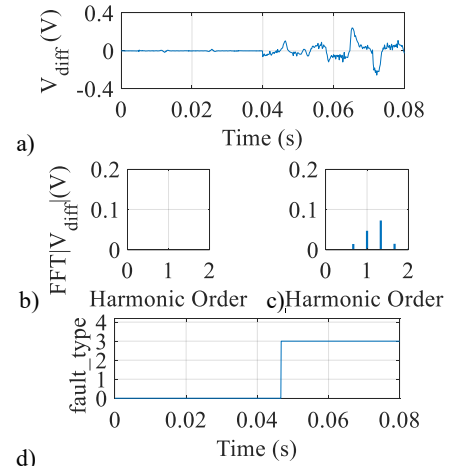 0.4
0
-0.4
V_diff(V)
0 0.02 0.04 0.06 0.08
Time (s)
a)
0.2
0.1
0
FFT|V_diff|(V)
0 1 2
Harmonic Order
b)
0.2
0.1
0
0 1 2
Harmonic Order
c)
4
3
2
1
0
fault_type
0 0.02 0.04 0.06 0.08
Time (s)
d)